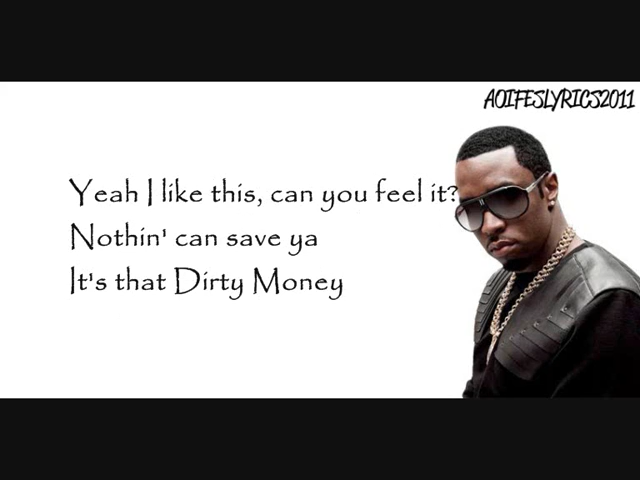 AOIFESLYRICS2011
Yeah I like this, can you feel it?
Nothin' can save ya
It's that Dirty Money